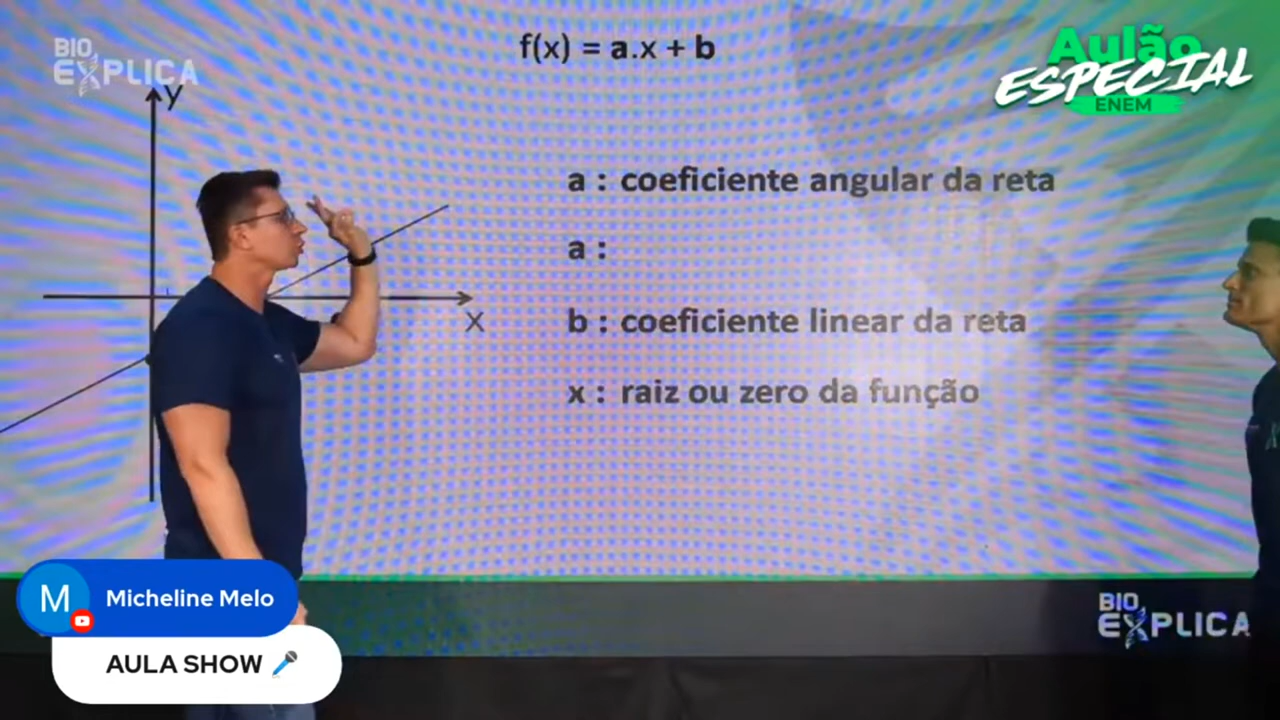 BIO
EXPLICA
f(x) = a.x + b
Aulão
ESPECIAL
ENEM
y
a : coeficiente angular da reta
a :
x
b : coeficiente linear da reta
x : raiz ou zero da função
M
Micheline Melo
AULA SHOW 🎤
BIO
EXPLICA